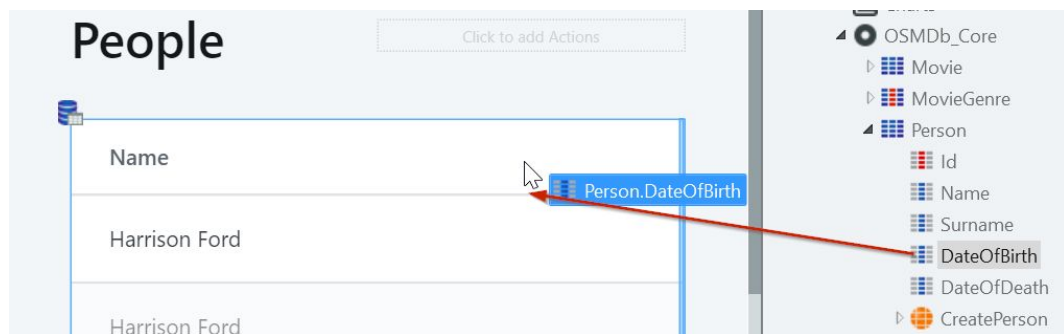 People
Click to add Actions
Name
Harrison Ford
Harrison Ford
Person.DateOfBirth
OSMDb_Core
Movie
MovieGenre
Person
Id
Name
Surname
DateOfBirth
DateOfDeath
CreatePerson